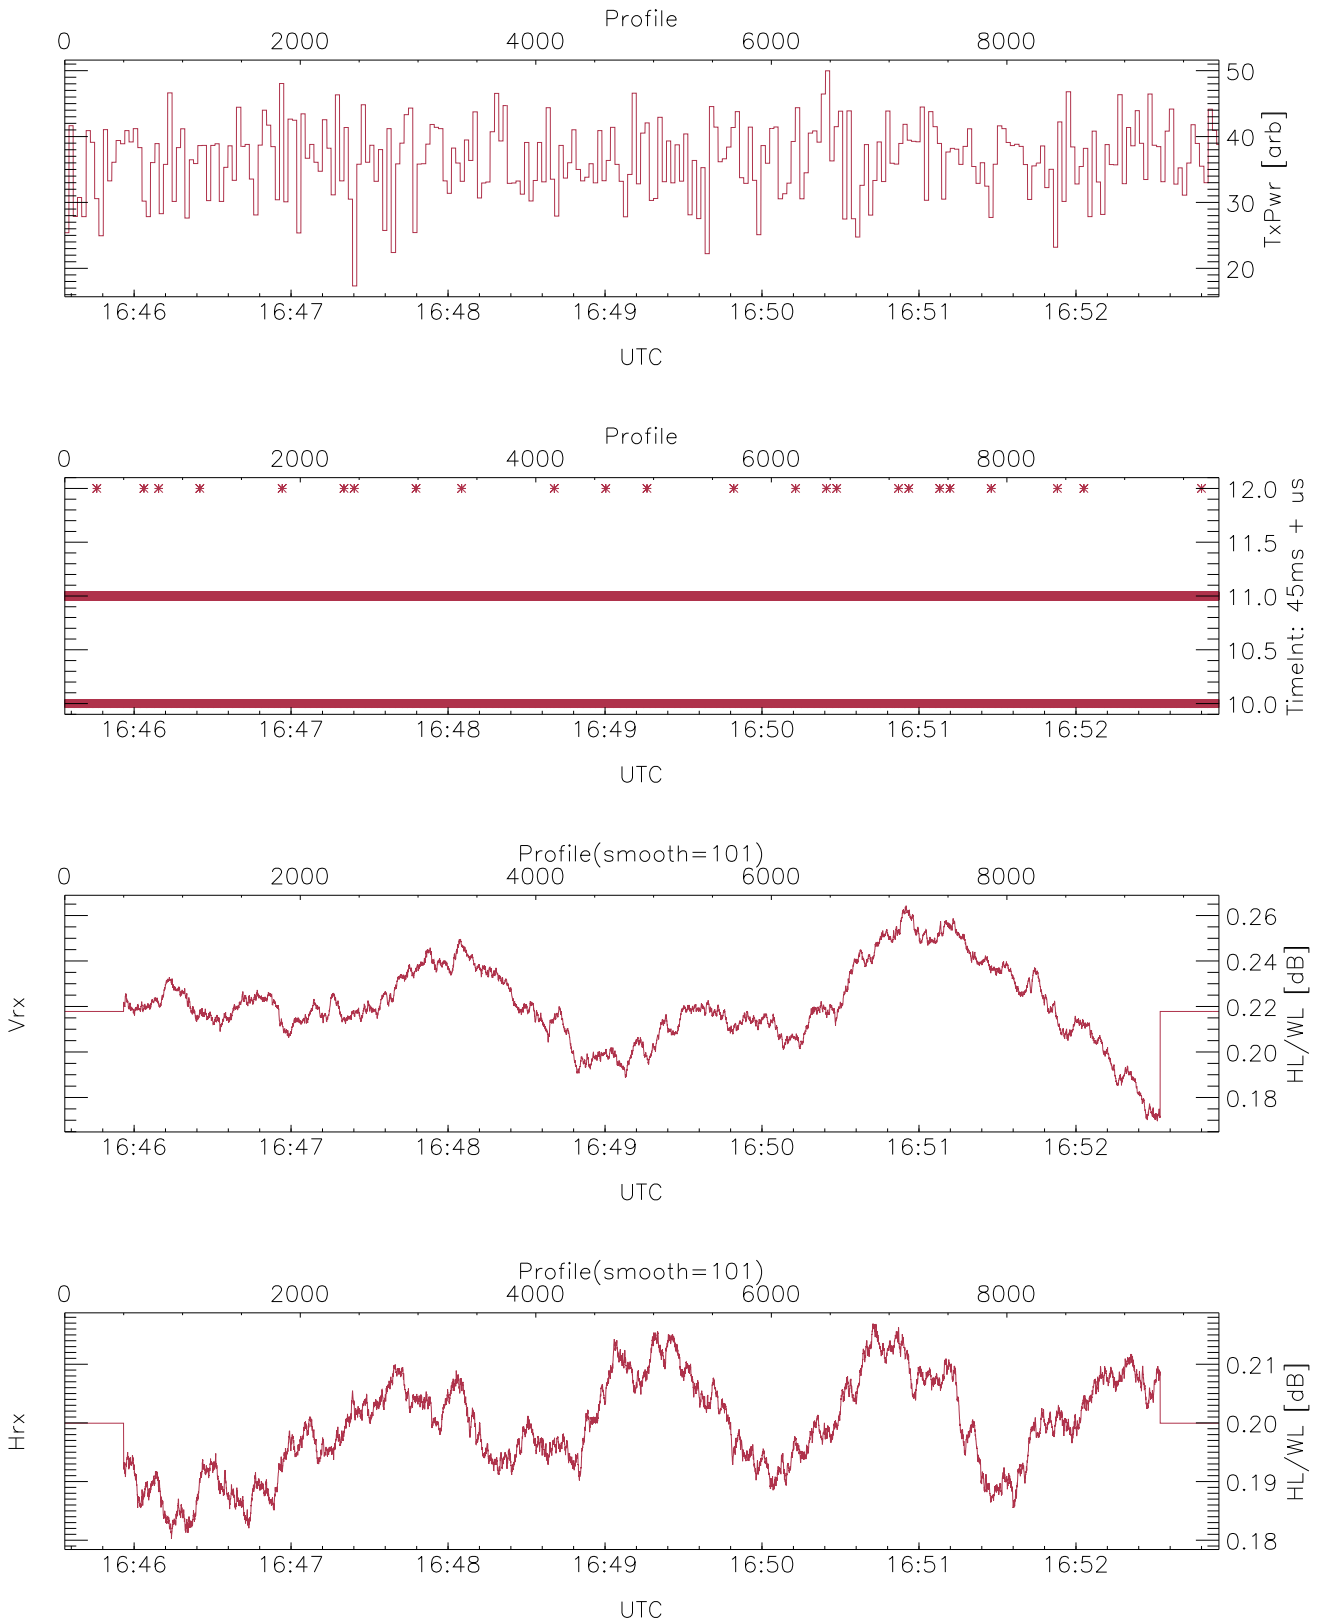 Profile
0 2000 4000 6000 8000
50
40
30
20
TxPwr [arb]
16:46 16:47 16:48 16:49 16:50 16:51 16:52
UTC
Profile
0 2000 4000 6000 8000
12.0
11.5
11.0
10.5
10.0
TimeInt: 45ms + us
16:46 16:47 16:48 16:49 16:50 16:51 16:52
UTC
Profile(smooth=101)
0 2000 4000 6000 8000
Vrx
0.26
0.24
0.22
0.20
0.18
HL/WL [dB]
16:46 16:47 16:48 16:49 16:50 16:51 16:52
UTC
Profile(smooth=101)
0 2000 4000 6000 8000
Hrx
0.21
0.20
0.19
0.18
HL/WL [dB]
16:46 16:47 16:48 16:49 16:50 16:51 16:52
UTC